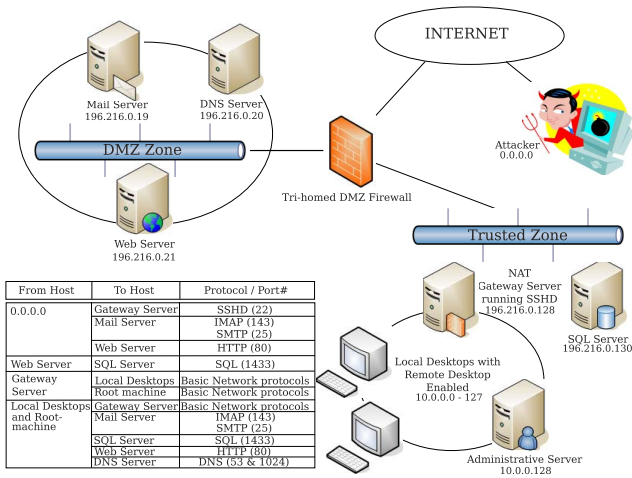 INTERNET
Mail Server
196.216.0.19
DNS Server
196.216.0.20
Attacker
0.0.0.0
DMZ Zone
Tri-homed DMZ Firewall
Web Server
196.216.0.21
Trusted Zone
NAT
Gateway Server
running SSHD
196.216.0.128
SQL Server
196.216.0.130
Local Desktops with
Remote Desktop
Enabled
10.0.0.0 - 127
Administrative Server
10.0.0.128
From Host To Host Protocol / Port#
0.0.0.0 Gateway Server SSHD (22)
Mail Server IMAP (143)
SMTP (25)
Web Server HTTP (80)
Web Server SQL Server SQL (1433)
Gateway Server Local Desktops Basic Network protocols
Root machine Basic Network protocols
Local Desktops and Root-machine Gateway Server Basic Network protocols
Mail Server IMAP (143)
SMTP (25)
SQL Server SQL (1433)
Web Server HTTP (80)
DNS Server DNS (53 & 1024)